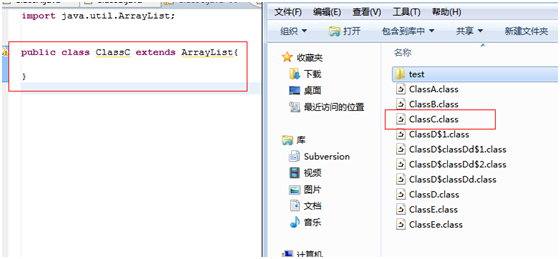 import java.util.ArrayList;
public class ClassC extends ArrayList{
}
文件(F) 编辑(E) 查看(V) 工具(T) 帮助(H)
组织 打开 包含到库中 共享 新建文件夹
收藏夹
下载
桌面
最近访问的位置
库
Subversion
视频
图片
文档
音乐
计算机
名称
test
ClassA.class
ClassB.class
ClassC.class
ClassD$1.class
ClassD$classDd$1.class
ClassD$classDd$2.class
ClassD$classDd.class
ClassD.class
ClassE.class
ClassEe.class